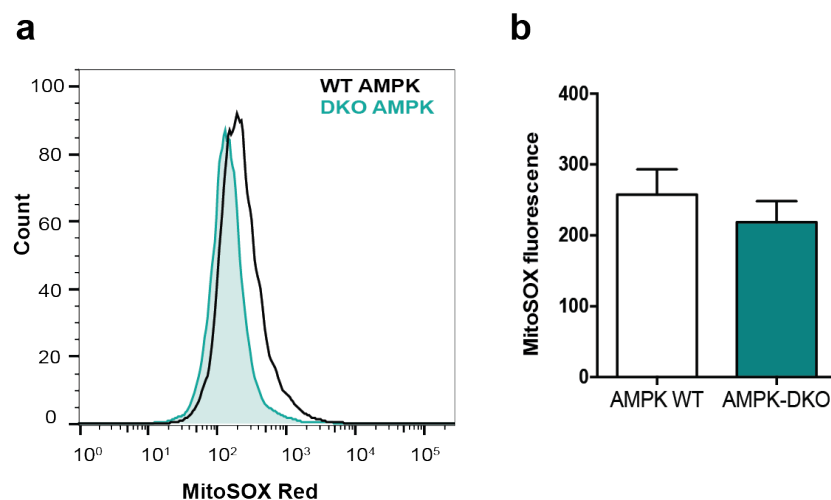 a
WT AMPK
DKO AMPK
Count
100
80
60
40
20
0
10⁰ 10¹ 10² 10³ 10⁴ 10⁵
MitoSOX Red
b
MitoSOX fluorescence
400
300
200
100
0
AMPK WT AMPK-DKO